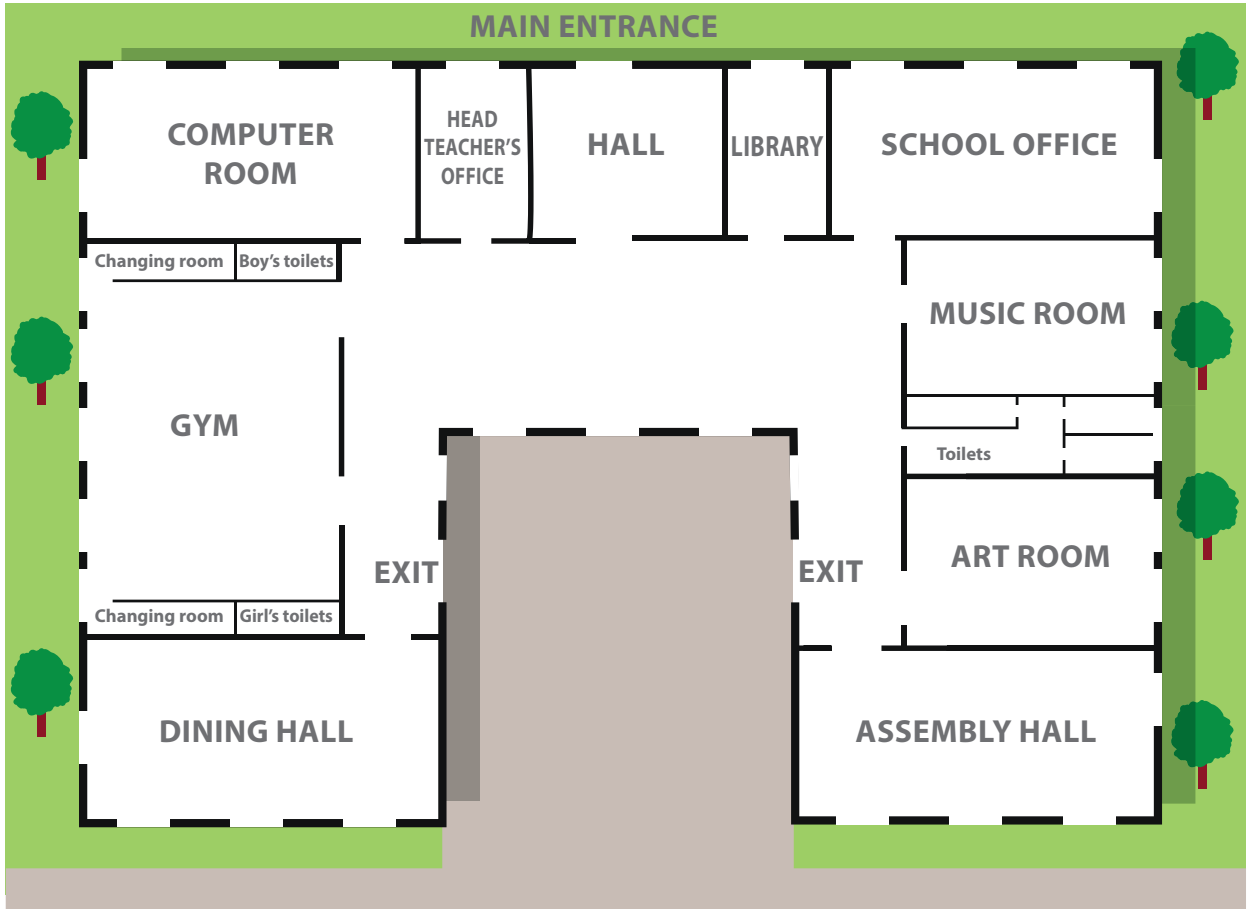 MAIN ENTRANCE
COMPUTER
ROOM
HEAD
TEACHER'S
OFFICE
HALL
LIBRARY
SCHOOL OFFICE
Changing room
Boy's toilets
MUSIC ROOM
GYM
Toilets
ART ROOM
EXIT
EXIT
Changing room
Girl's toilets
DINING HALL
ASSEMBLY HALL